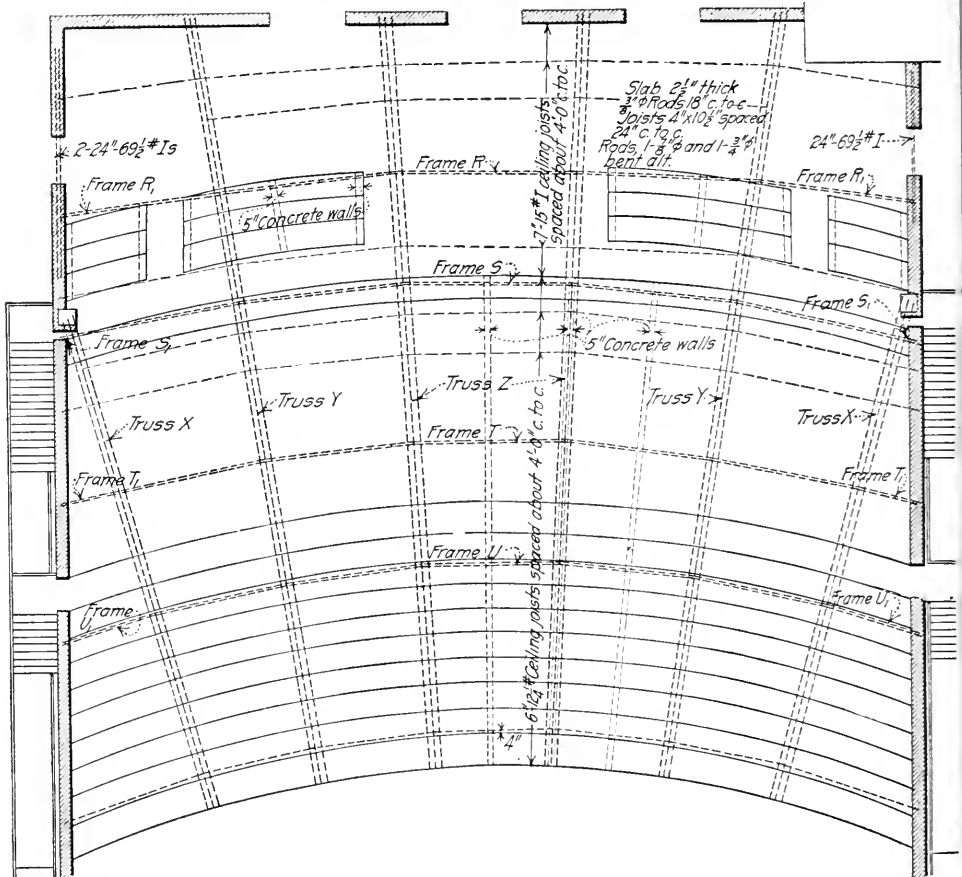 Slab 2½" thick
⅜"φ Rods 18" c. to c.
Joists 4"x10½" spaced
24" c. to c.
Rods, 1-⅞"φ and 1-¾"φ
bent alt.
2-24"-69½# Is
24"-69½# I
7"-15# I ceiling joists
spaced about 4'-0" c. to c.
Frame R
Frame R₁
Frame R₁
5" Concrete walls
Frame S
Frame S₁
Frame S₁
5" Concrete walls
Truss Z
Truss Y
Truss Y
Truss X
Truss X
Frame T
Frame T₁
Frame T₁
6"-12¼# Ceiling joists spaced about 4'-0" c. to c.
Frame U
Frame
U₁
Frame U₁
4"